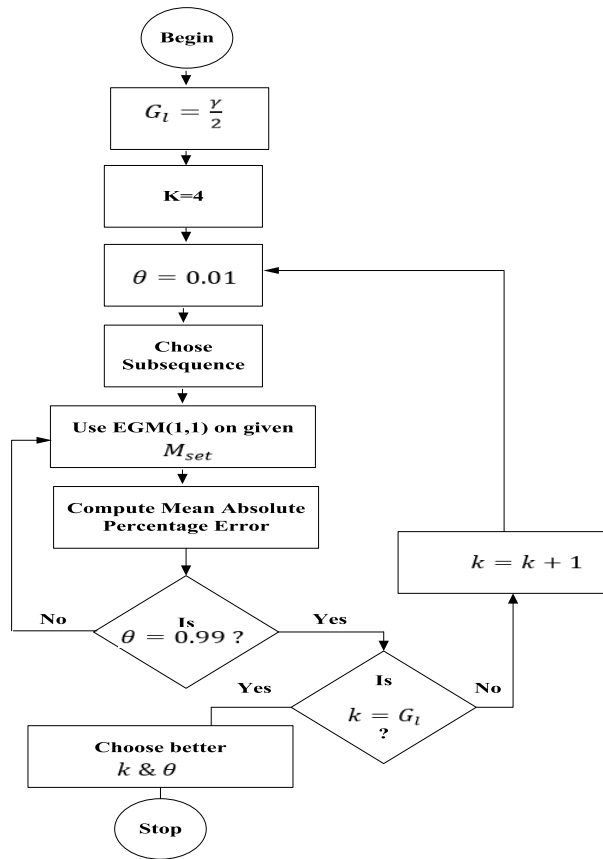 Begin
G_l = γ/2
K=4
θ = 0.01
Chose
Subsequence
Use EGM(1,1) on given
M_set
Compute Mean Absolute
Percentage Error
k = k + 1
No
Is
θ = 0.99 ?
Yes
Yes
Is
k = G_l
?
No
Choose better
k & θ
Stop